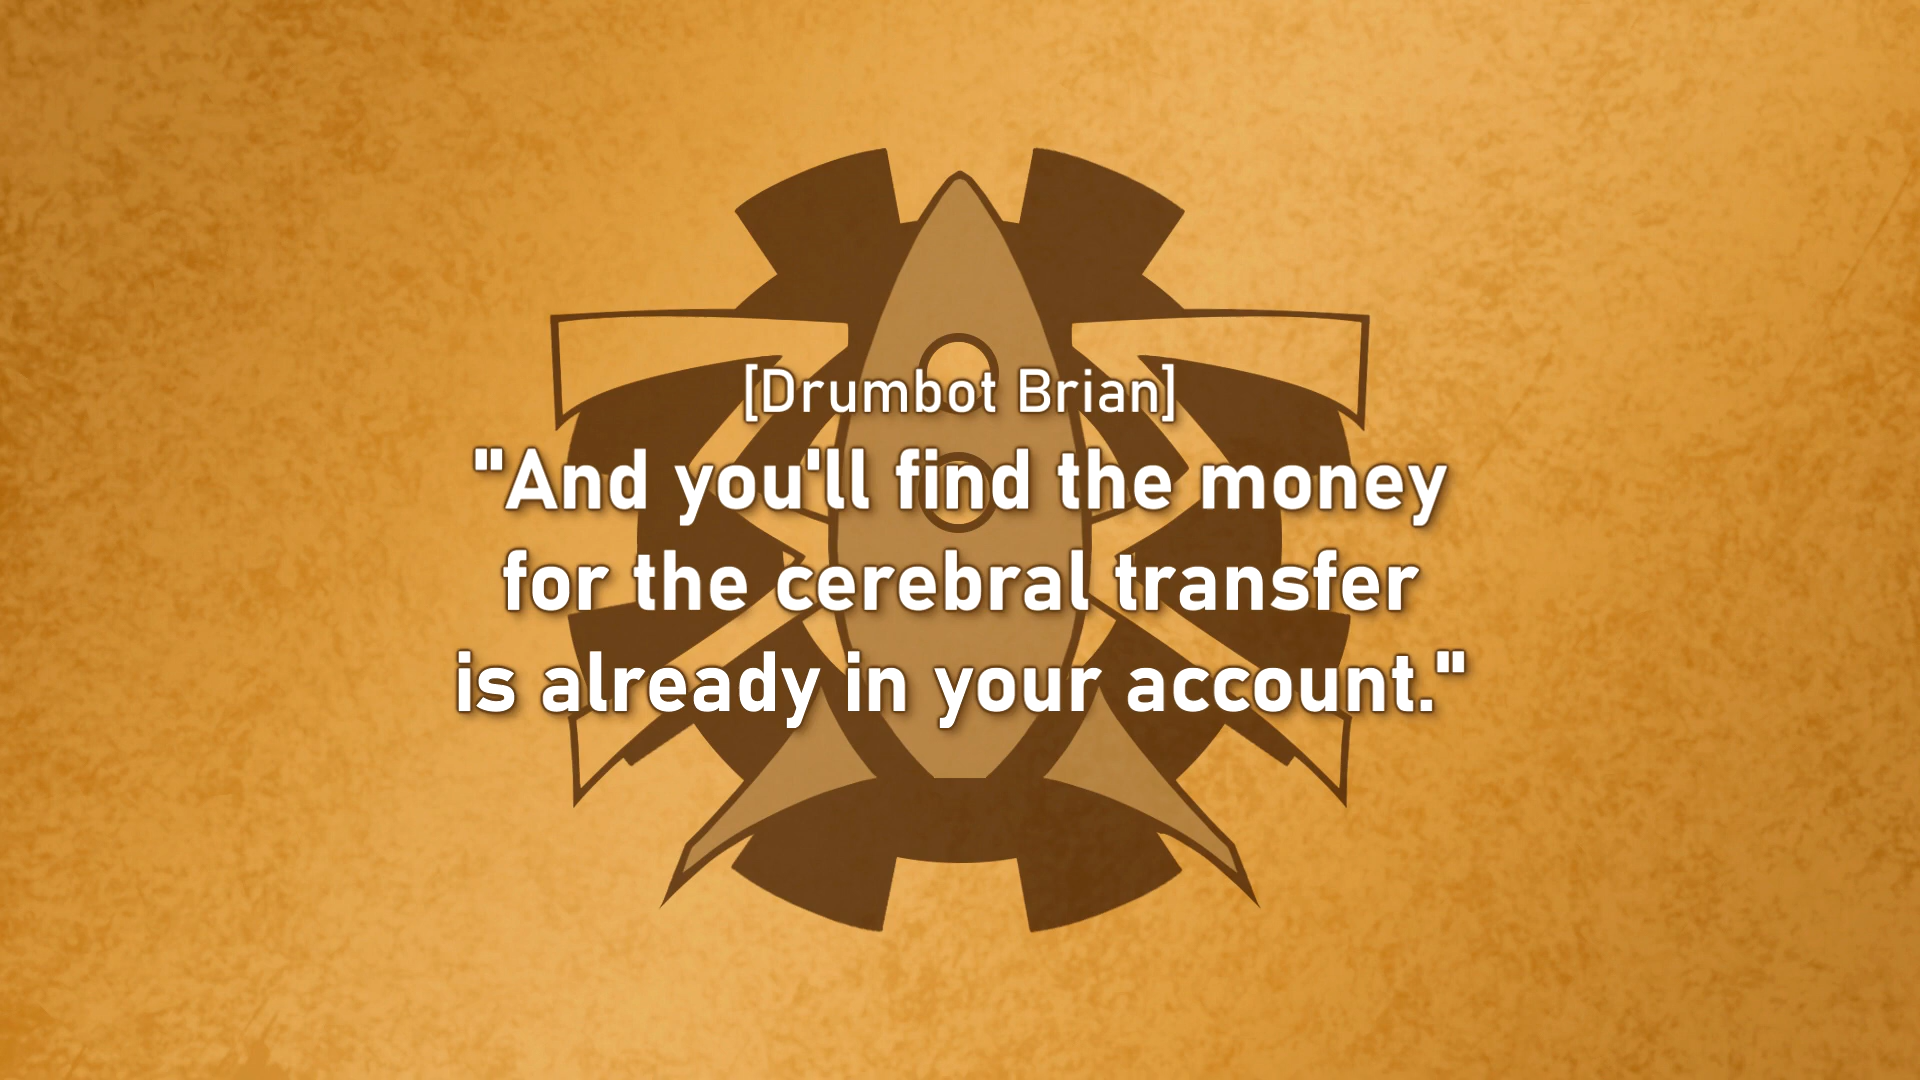 [Drumbot Brian]
"And you'll find the money
for the cerebral transfer
is already in your account."